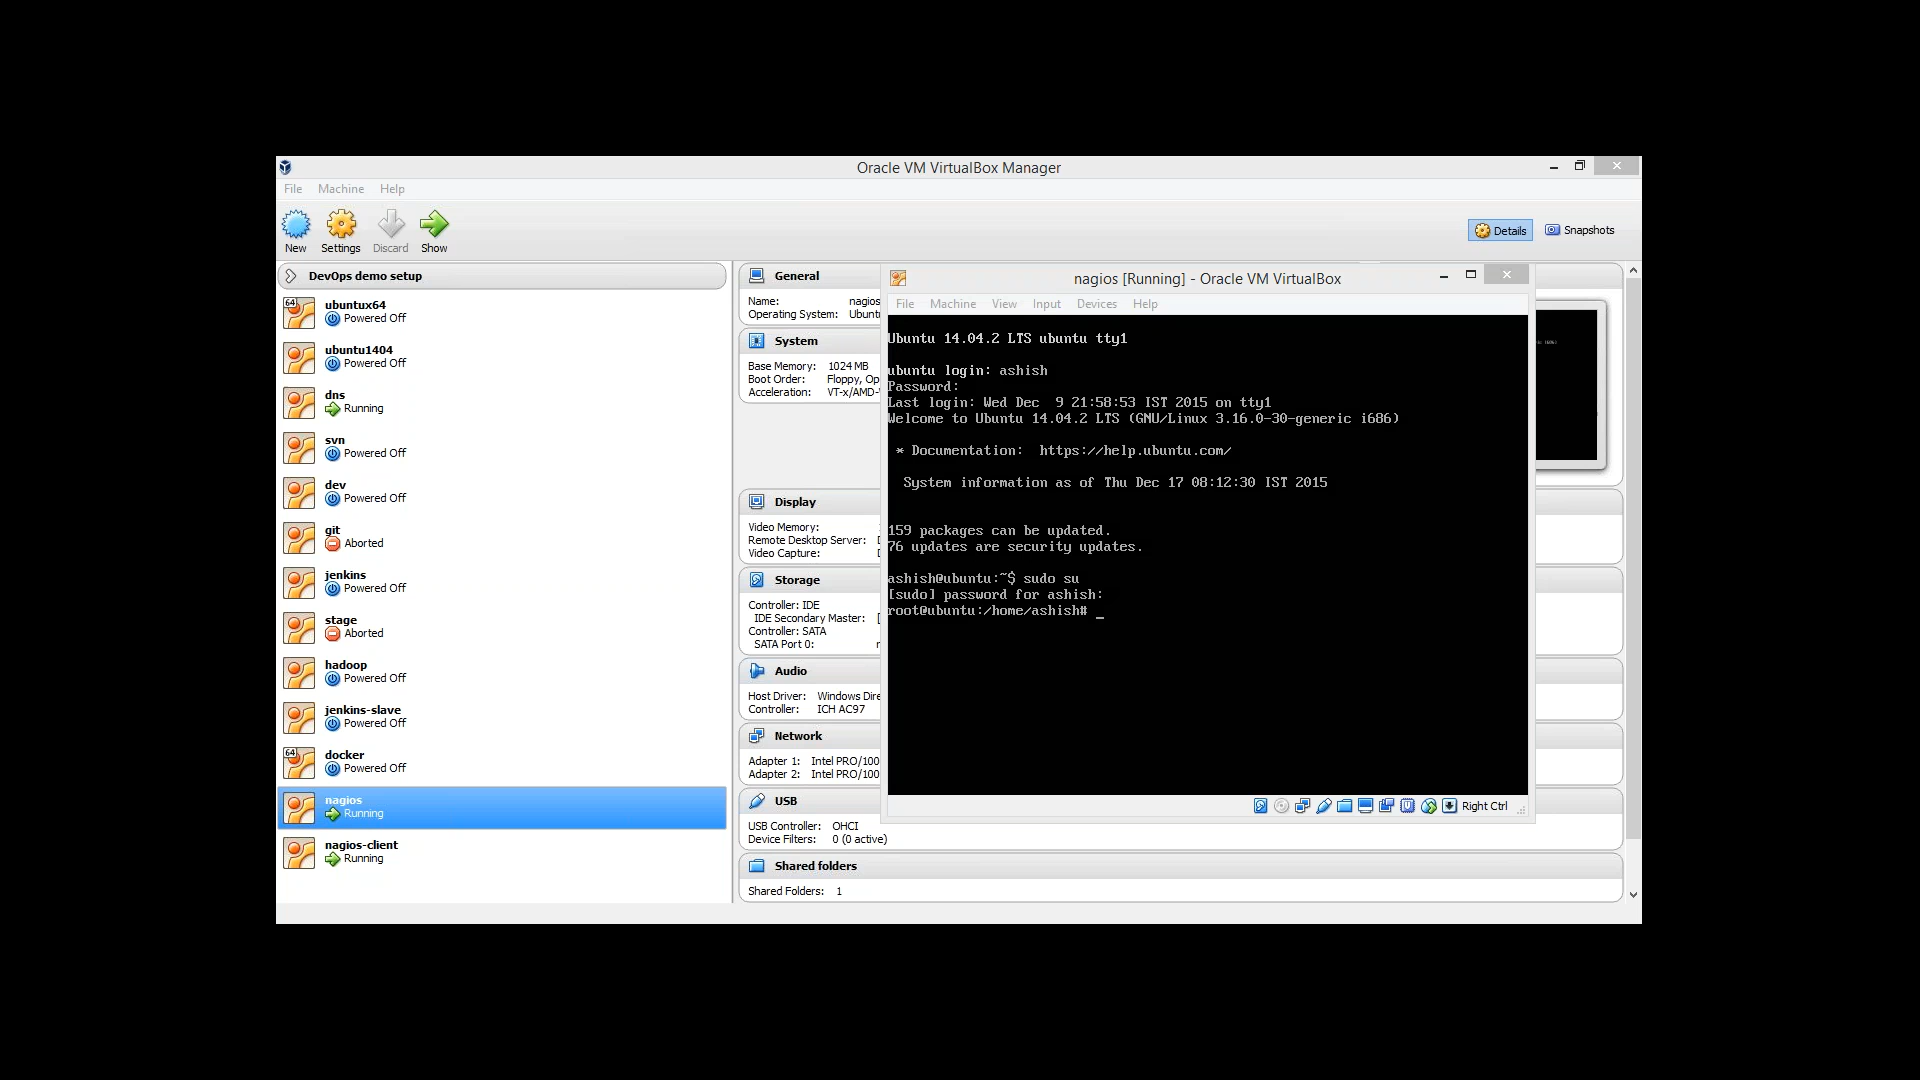 Oracle VM VirtualBox Manager
File Machine Help
New Settings Discard Show
Details Snapshots
DevOps demo setup
64 ubuntux64
Powered Off
ubuntu1404
Powered Off
dns
Running
svn
Powered Off
dev
Powered Off
git
Aborted
jenkins
Powered Off
stage
Aborted
hadoop
Powered Off
jenkins-slave
Powered Off
64 docker
Powered Off
nagios
Running
nagios-client
Running
General
Name: nagios
Operating System:
System
Base Memory: 1024 MB
Boot Order: Floppy,
Acceleration:
Display
Video Memory:
Remote Desktop Server:
Video Capture:
Storage
Controller: IDE
IDE Secondary Master:
Controller: SATA
SATA Port 0:
Audio
Host Driver: Windows
Controller: ICH AC97
Network
Adapter 1: Intel PRO/100
Adapter 2: Intel PRO/100
USB
USB Controller: OHCI
Device Filters: 0 (0 active)
Shared folders
Shared Folders: 1
nagios [Running] - Oracle VM VirtualBox
File Machine View Input Devices Help
Ubuntu 14.04.2 LTS ubuntu tty1
ubuntu login: ashish
Password:
Last login: Wed Dec 9 21:58:53 IST 2015 on tty1
Welcome to Ubuntu 14.04.2 LTS (GNU/Linux 3.16.0-30-generic i686)
* Documentation: https://help.ubuntu.com/
System information as of Thu Dec 17 08:12:30 IST 2015
159 packages can be updated.
76 updates are security updates.
ashish@ubuntu:~$ sudo su
[sudo] password for ashish:
root@ubuntu:/home/ashish# _
Right Ctrl